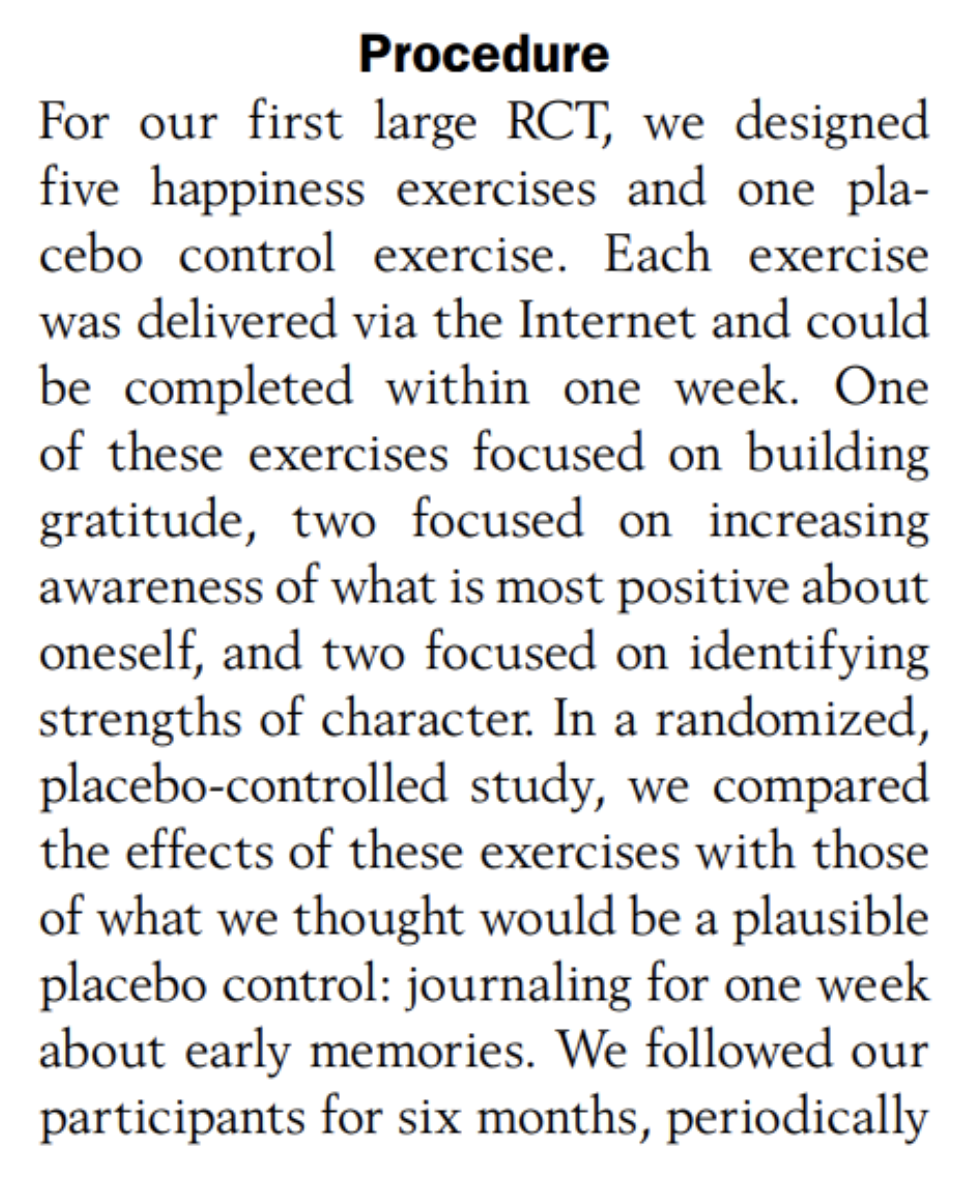 Procedure
For our first large RCT, we designed
five happiness exercises and one pla-
cebo control exercise. Each exercise
was delivered via the Internet and could
be completed within one week. One
of these exercises focused on building
gratitude, two focused on increasing
awareness of what is most positive about
oneself, and two focused on identifying
strengths of character. In a randomized,
placebo-controlled study, we compared
the effects of these exercises with those
of what we thought would be a plausible
placebo control: journaling for one week
about early memories. We followed our
participants for six months, periodically